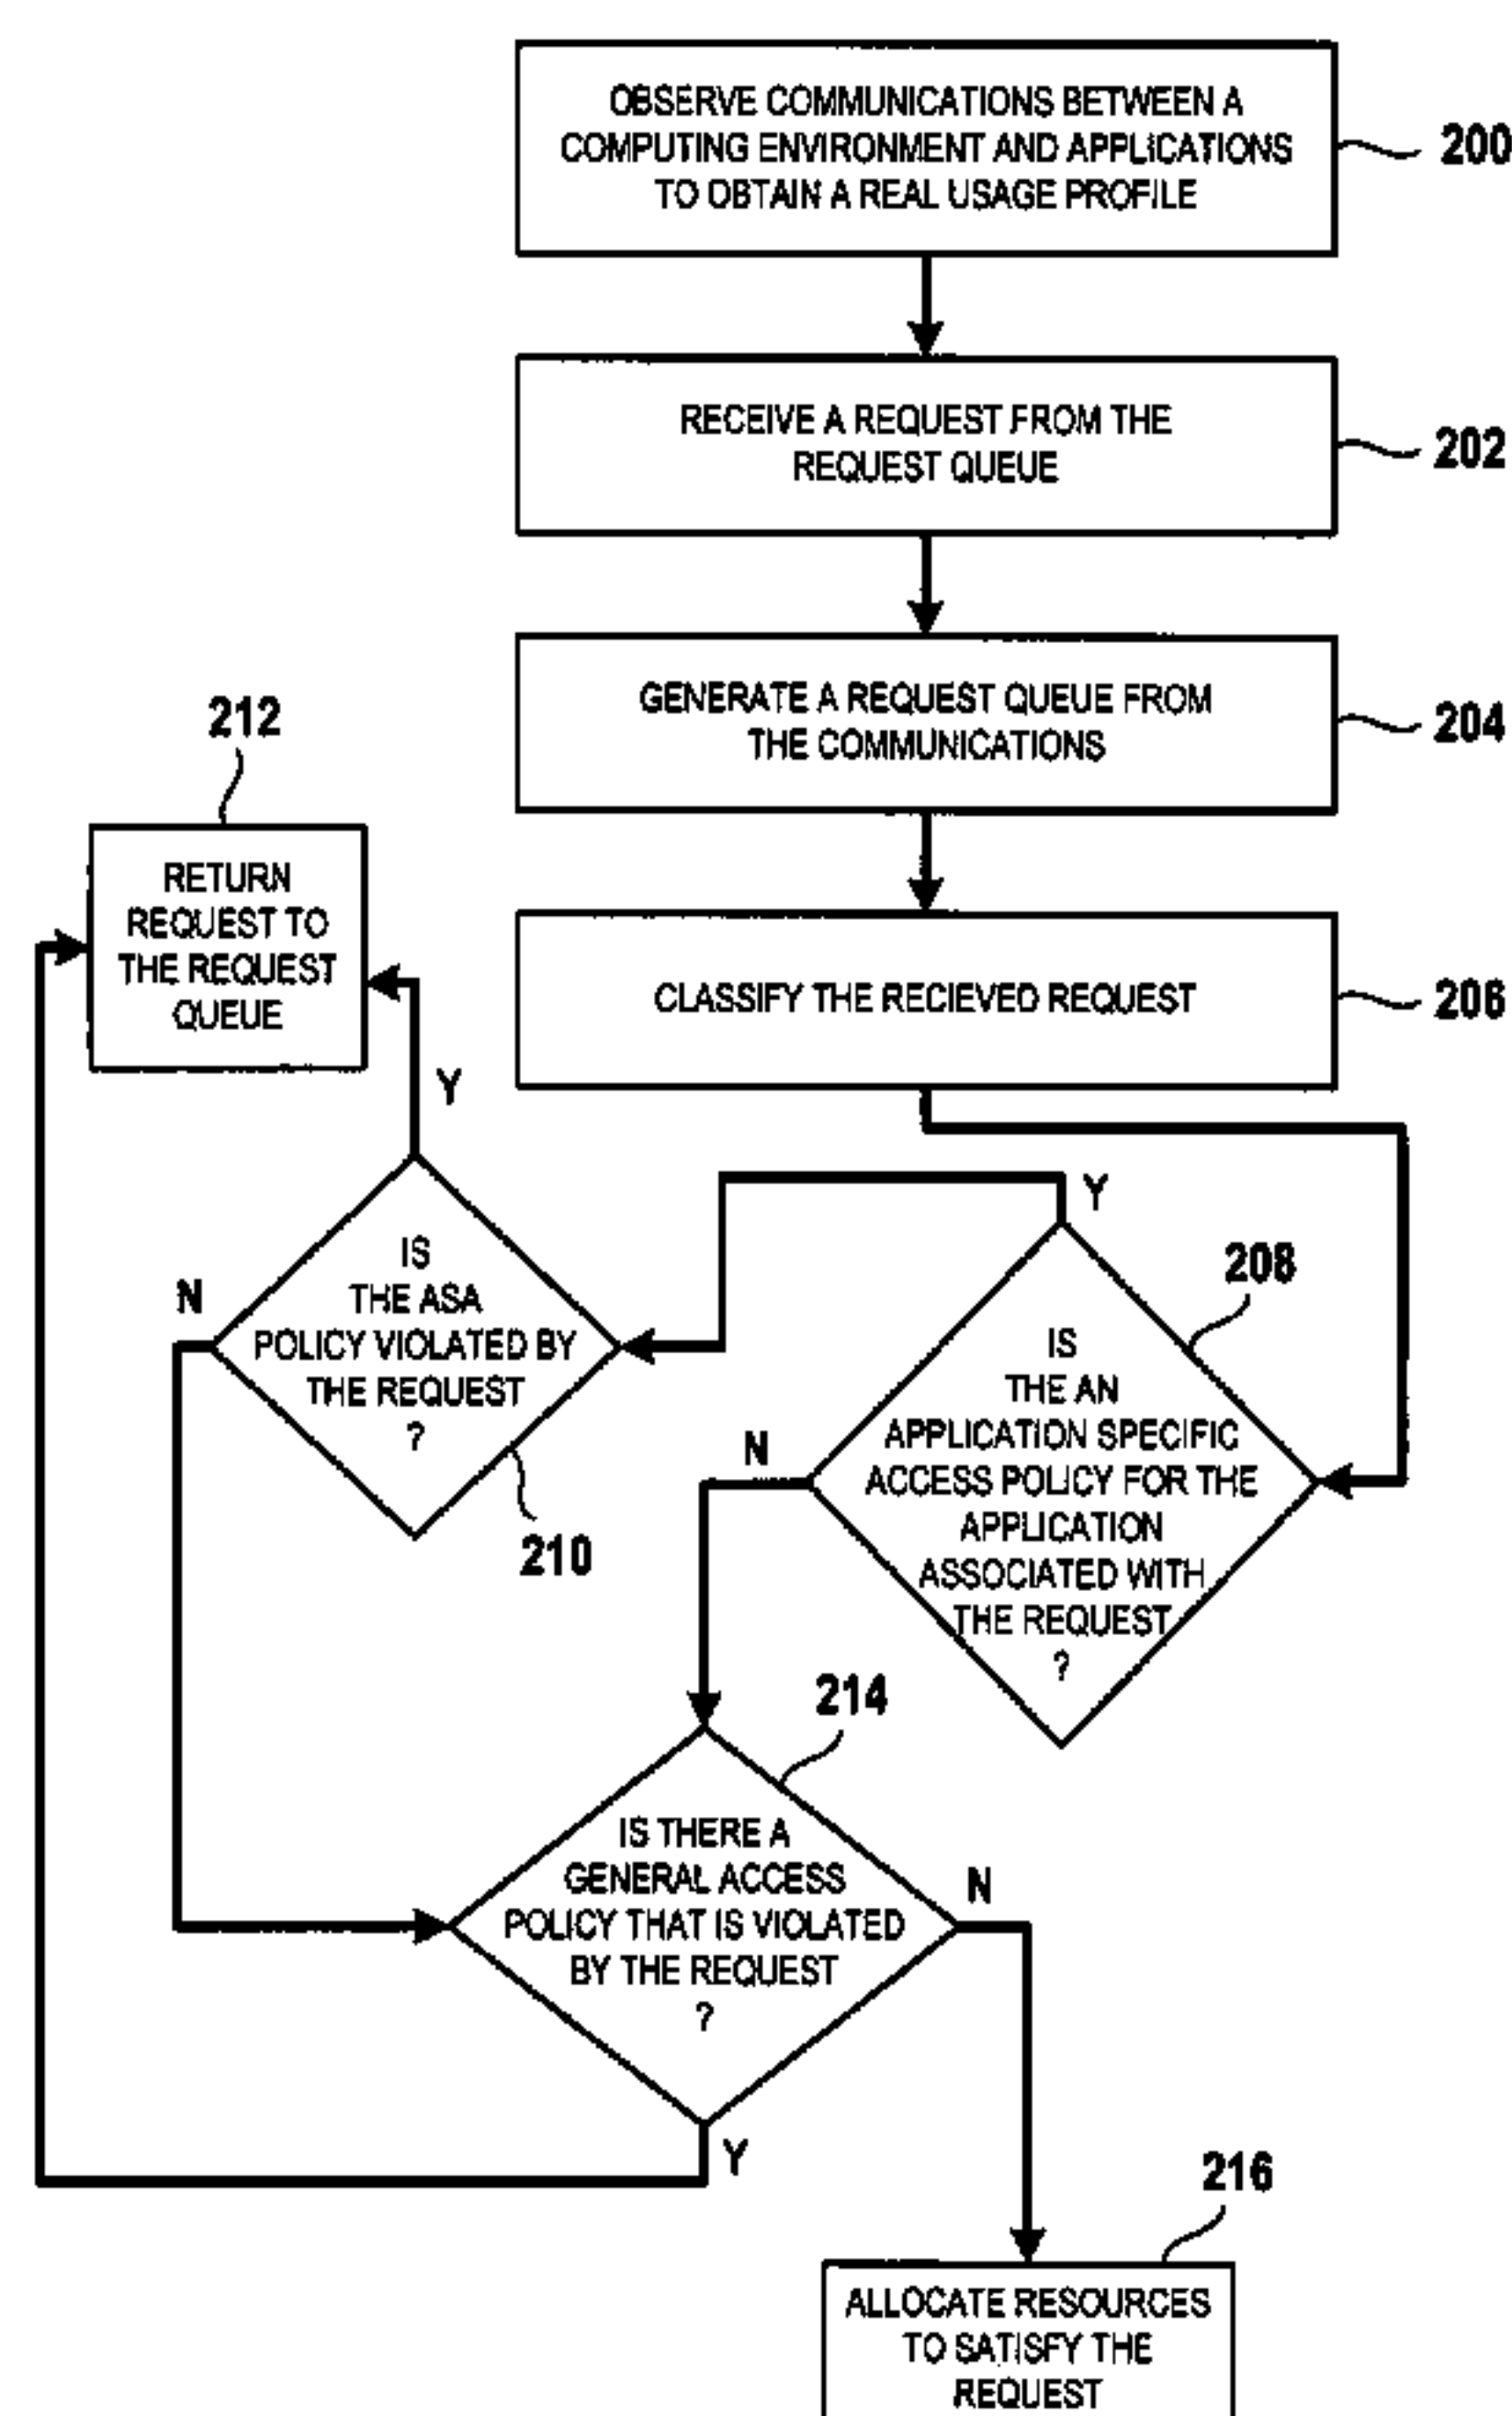 OBSERVE COMMUNICATIONS BETWEEN A
COMPUTING ENVIRONMENT AND APPLICATIONS
TO OBTAIN A REAL USAGE PROFILE
200
RECEIVE A REQUEST FROM THE
REQUEST QUEUE
202
GENERATE A REQUEST QUEUE FROM
THE COMMUNICATIONS
204
CLASSIFY THE RECIEVED REQUEST
206
212
RETURN
REQUEST TO
THE REQUEST
QUEUE
Y
IS
THE ASA
POLICY VIOLATED BY
THE REQUEST
?
N
210
Y
208
IS
THE AN
APPLICATION SPECIFIC
ACCESS POLICY FOR THE
APPLICATION
ASSOCIATED WITH
THE REQUEST
?
N
214
IS THERE A
GENERAL ACCESS
POLICY THAT IS VIOLATED
BY THE REQUEST
?
N
Y
216
ALLOCATE RESOURCES
TO SATISFY THE
REQUEST